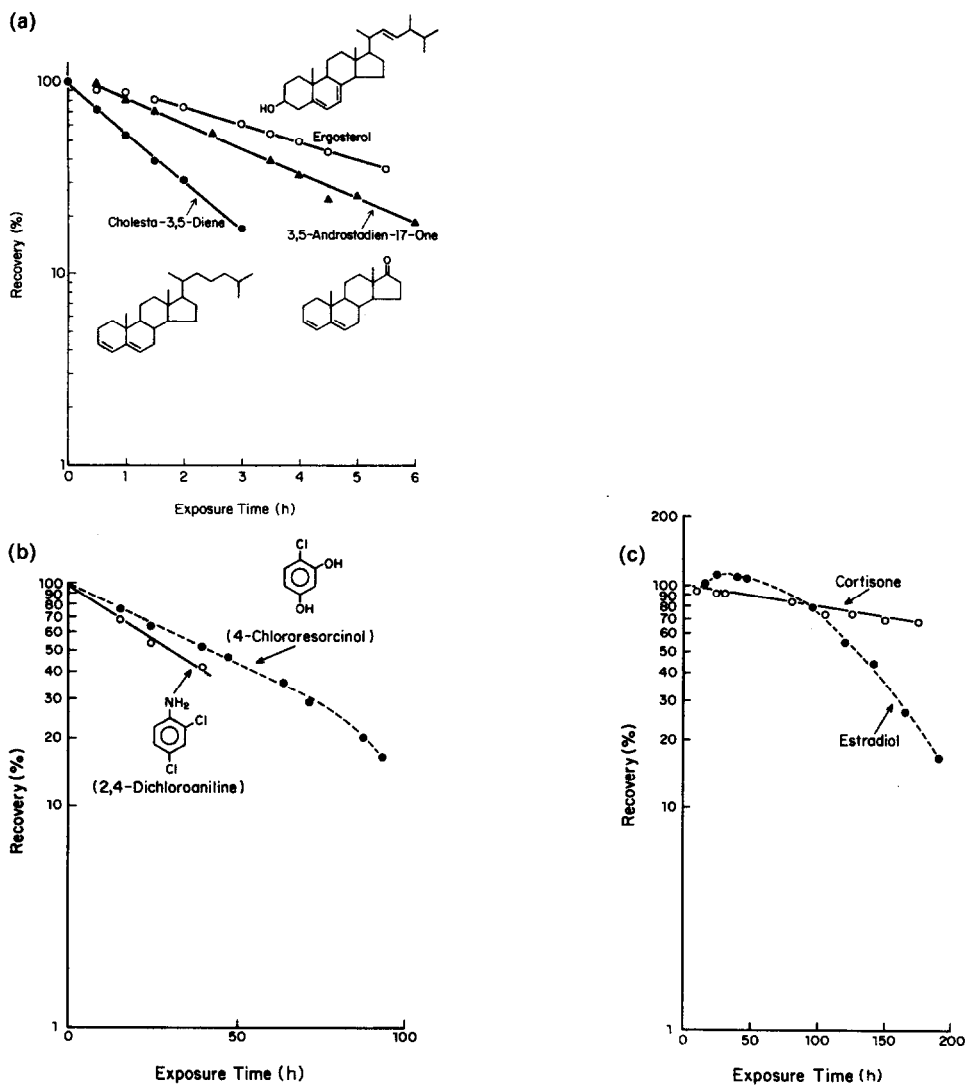 (a)
100
10
1
Recovery (%)
0 1 2 3 4 5 6
Exposure Time (h)
HO
Ergosterol
Cholesta-3,5-Diene
3,5-Androstadien-17-One
O
(b)
100
90
80
70
60
50
40
30
20
10
1
Recovery (%)
0 50 100
Exposure Time (h)
Cl
OH
OH
(4-Chlararesorcinol)
NH₂
Cl
Cl
(2,4-Dichloroaniline)
(c)
200
100
90
80
70
60
50
40
30
20
10
1
Recovery (%)
0 50 100 150 200
Exposure Time (h)
Cortisone
Estradiol